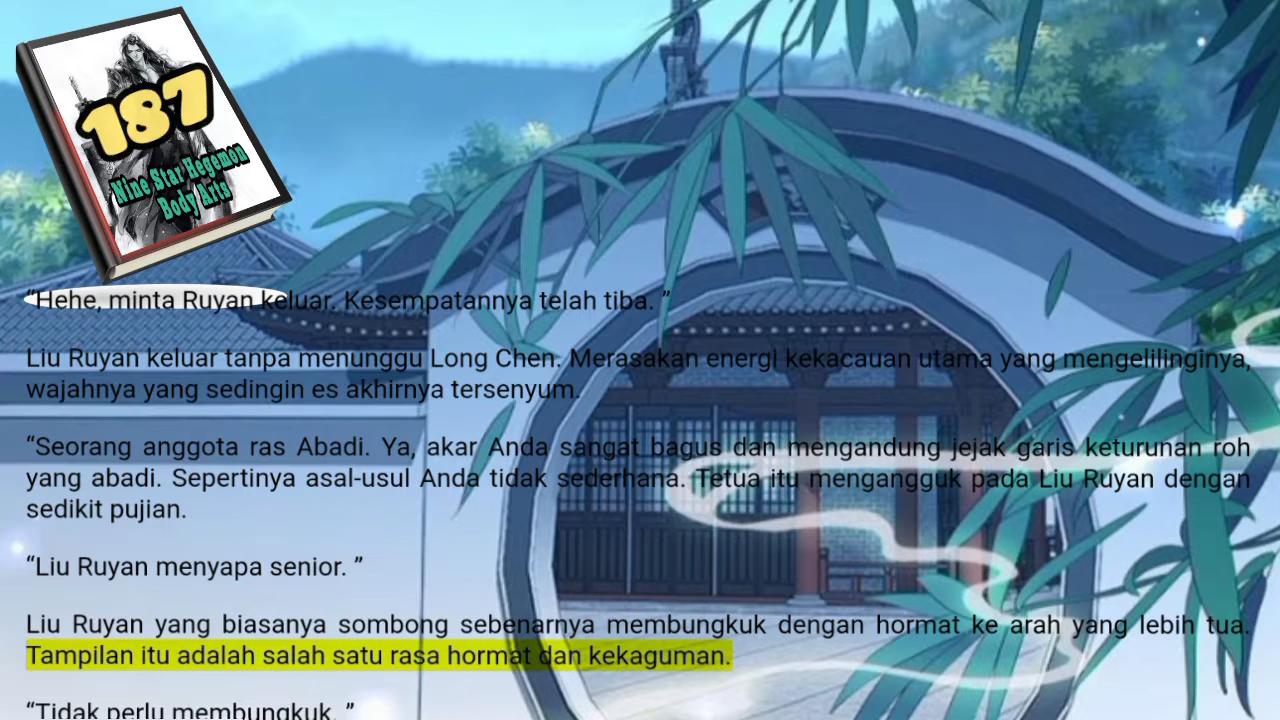 187
Nine Star Hegemon
Body Arts
“Hehe, minta Ruyan keluar. Kesempatannya telah tiba. ”
Liu Ruyan keluar tanpa menunggu Long Chen. Merasakan energi kekacauan utama yang mengelilinginya,
wajahnya yang sedingin es akhirnya tersenyum.
“Seorang anggota ras Abadi. Ya, akar Anda sangat bagus dan mengandung jejak garis keturunan roh
yang abadi. Sepertinya asal-usul Anda tidak sederhana. Tetua itu mengangguk pada Liu Ruyan dengan
sedikit pujian.
“Liu Ruyan menyapa senior. ”
Liu Ruyan yang biasanya sombong sebenarnya membungkuk dengan hormat ke arah yang lebih tua.
Tampilan itu adalah salah satu rasa hormat dan kekaguman.
“Tidak perlu membungkuk. ”